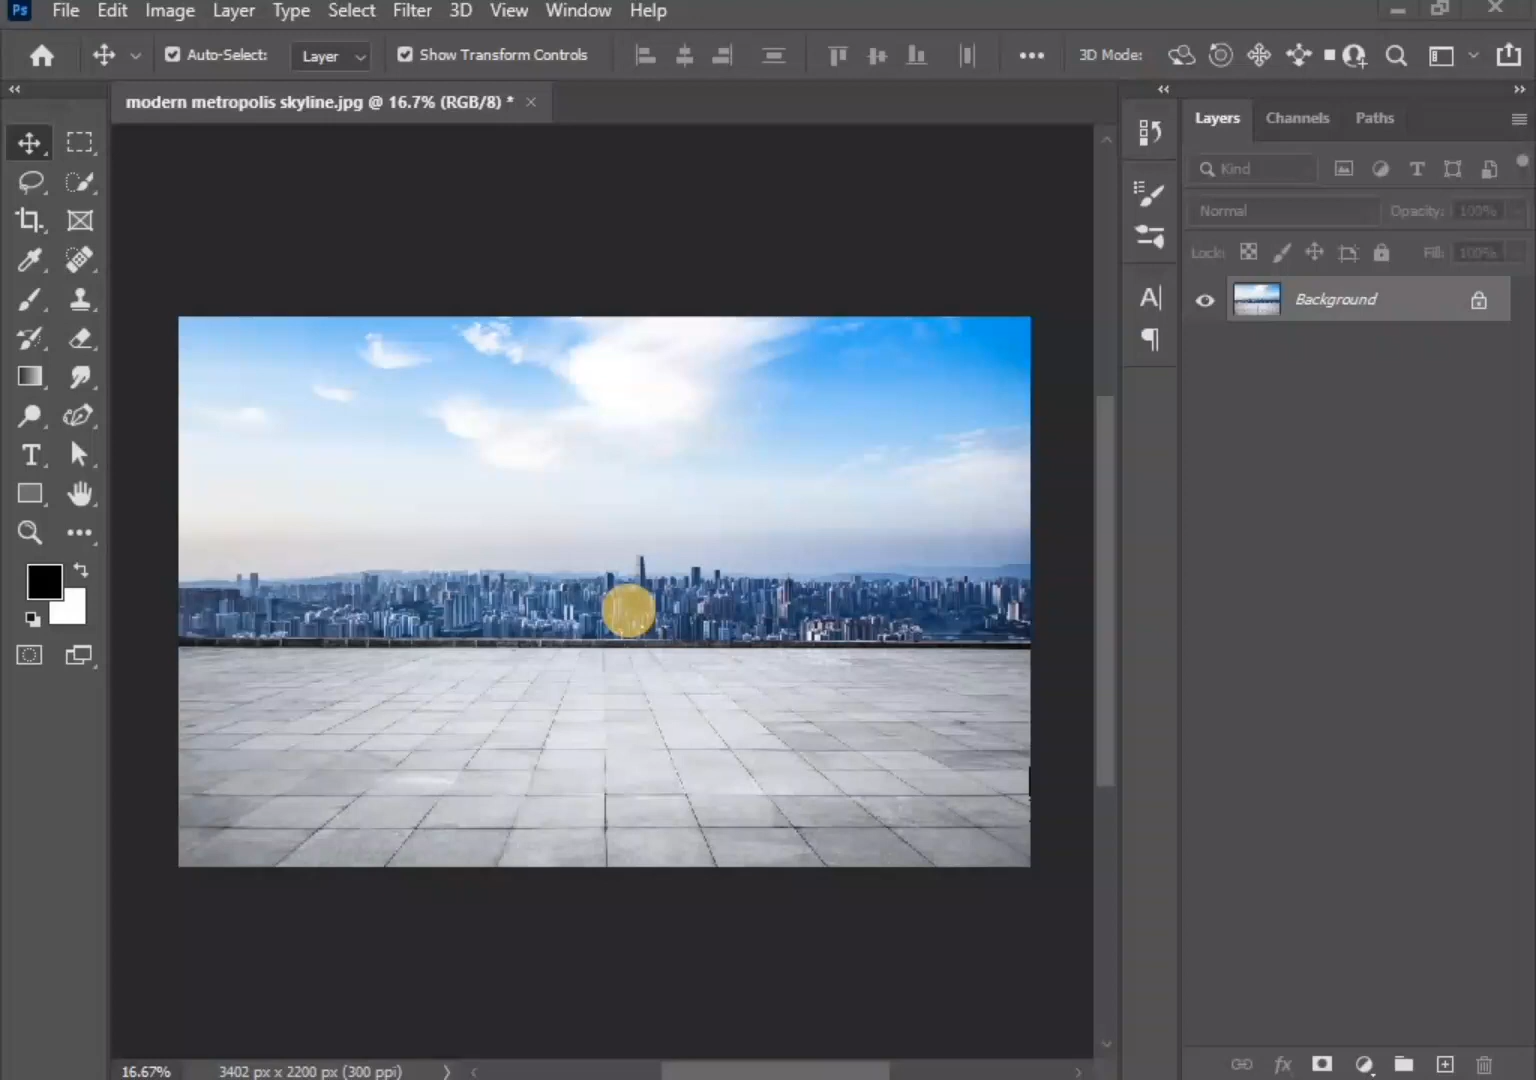 Ps File Edit Image Layer Type Select Filter 3D View Window Help
Auto-Select: Layer Show Transform Controls 3D Mode:
modern metropolis skyline.jpg @ 16.7% (RGB/8) *
Layers Channels Paths
Kind
Normal Opacity: 100%
Lock: Fill: 100%
Background
16.67% 3402 px x 2200 px (300 ppi)